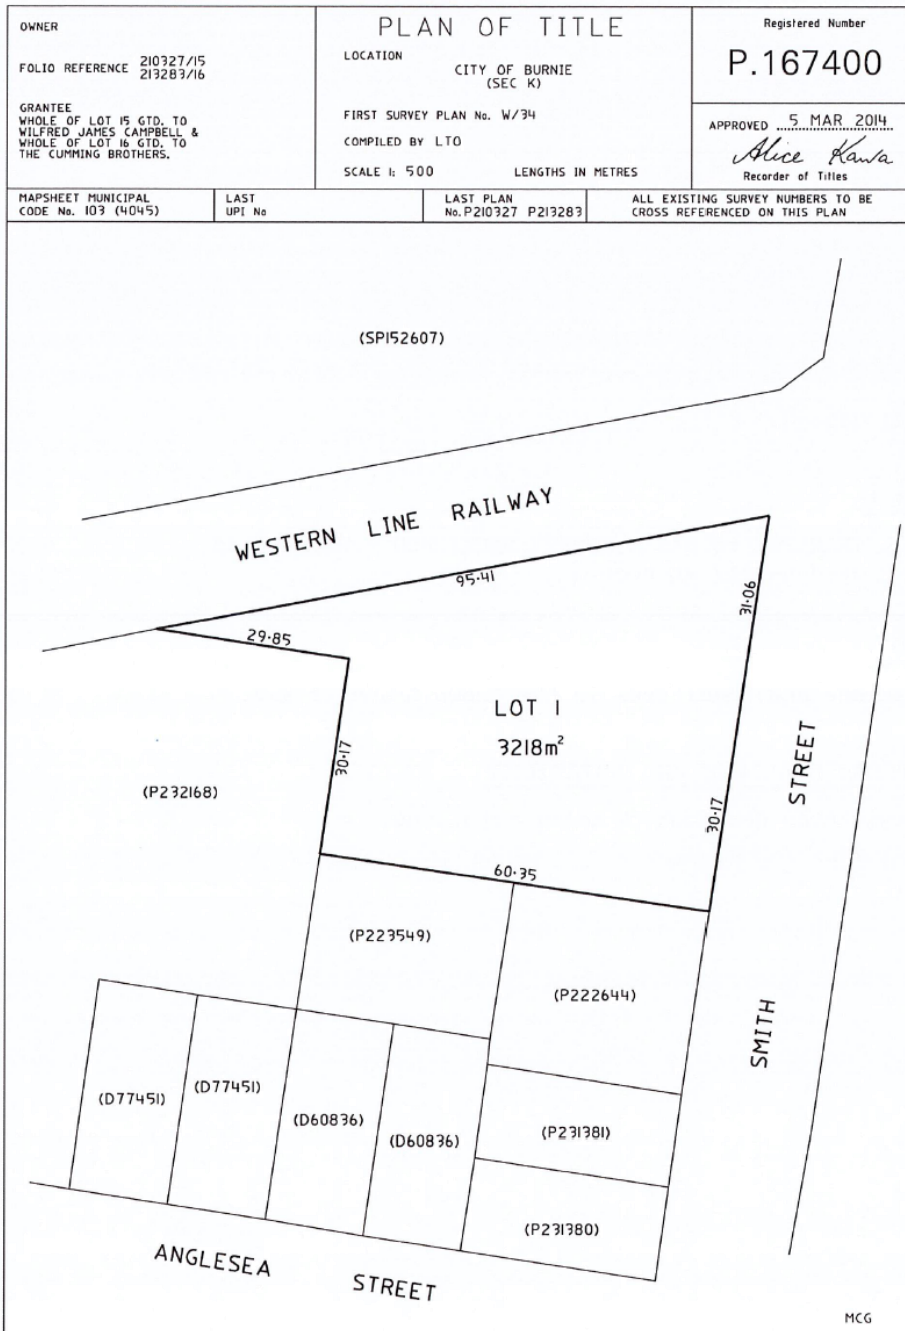 OWNER
FOLIO REFERENCE 210327/15
213283/16
GRANTEE
WHOLE OF LOT 15 GTD. TO
WILFRED JAMES CAMPBELL &
WHOLE OF LOT 16 GTD. TO
THE CUMMING BROTHERS.
PLAN OF TITLE
LOCATION
CITY OF BURNIE
(SEC K)
FIRST SURVEY PLAN No. W/34
COMPILED BY LTO
SCALE 1: 500 LENGTHS IN METRES
Registered Number
P.167400
APPROVED 5 MAR 2014
Alice Kawa
Recorder of Titles
MAPSHEET MUNICIPAL
CODE No. 103 (4045)
LAST
UPI No
LAST PLAN
No. P210327 P213283
ALL EXISTING SURVEY NUMBERS TO BE
CROSS REFERENCED ON THIS PLAN
(SP152607)
WESTERN LINE RAILWAY
95·41
31·06
29·85
LOT 1
3218m²
30·17
STREET
(P232168)
30·17
60·35
(P223549)
(P222644)
SMITH
(D77451)
(D77451)
(D60836)
(D60836)
(P231381)
(P231380)
ANGLESEA STREET
MCG